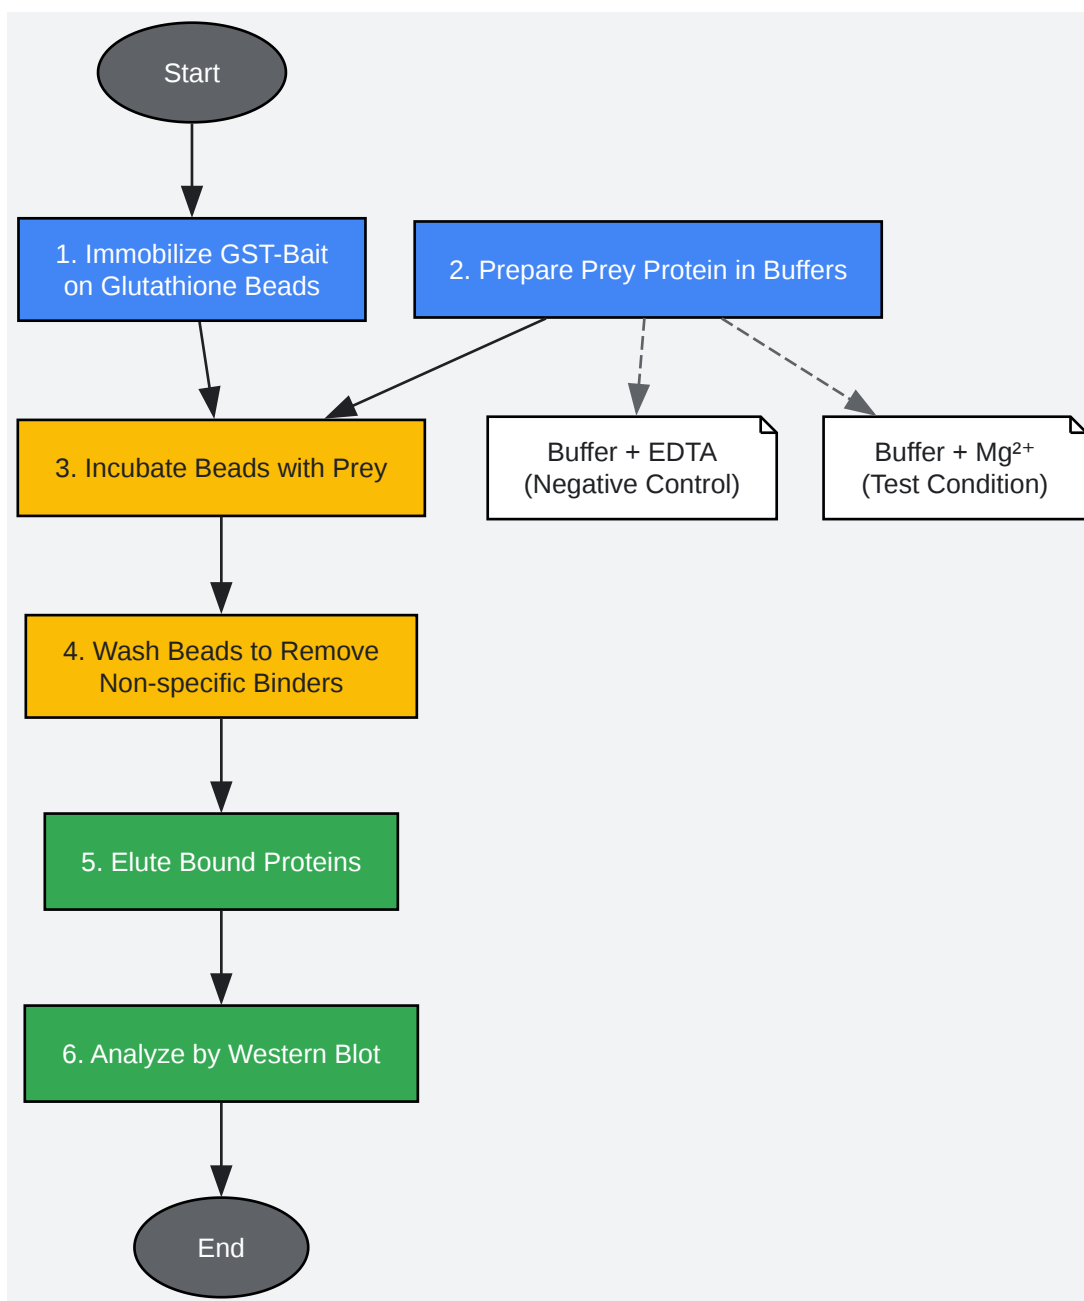 Start
1. Immobilize GST-Bait
on Glutathione Beads
2. Prepare Prey Protein in Buffers
3. Incubate Beads with Prey
Buffer + EDTA
(Negative Control)
Buffer + Mg²⁺
(Test Condition)
4. Wash Beads to Remove
Non-specific Binders
5. Elute Bound Proteins
6. Analyze by Western Blot
End